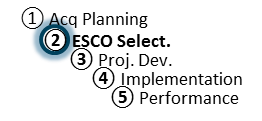 ① Acq Planning
② ESCO Select.
③ Proj. Dev.
④ Implementation
⑤ Performance